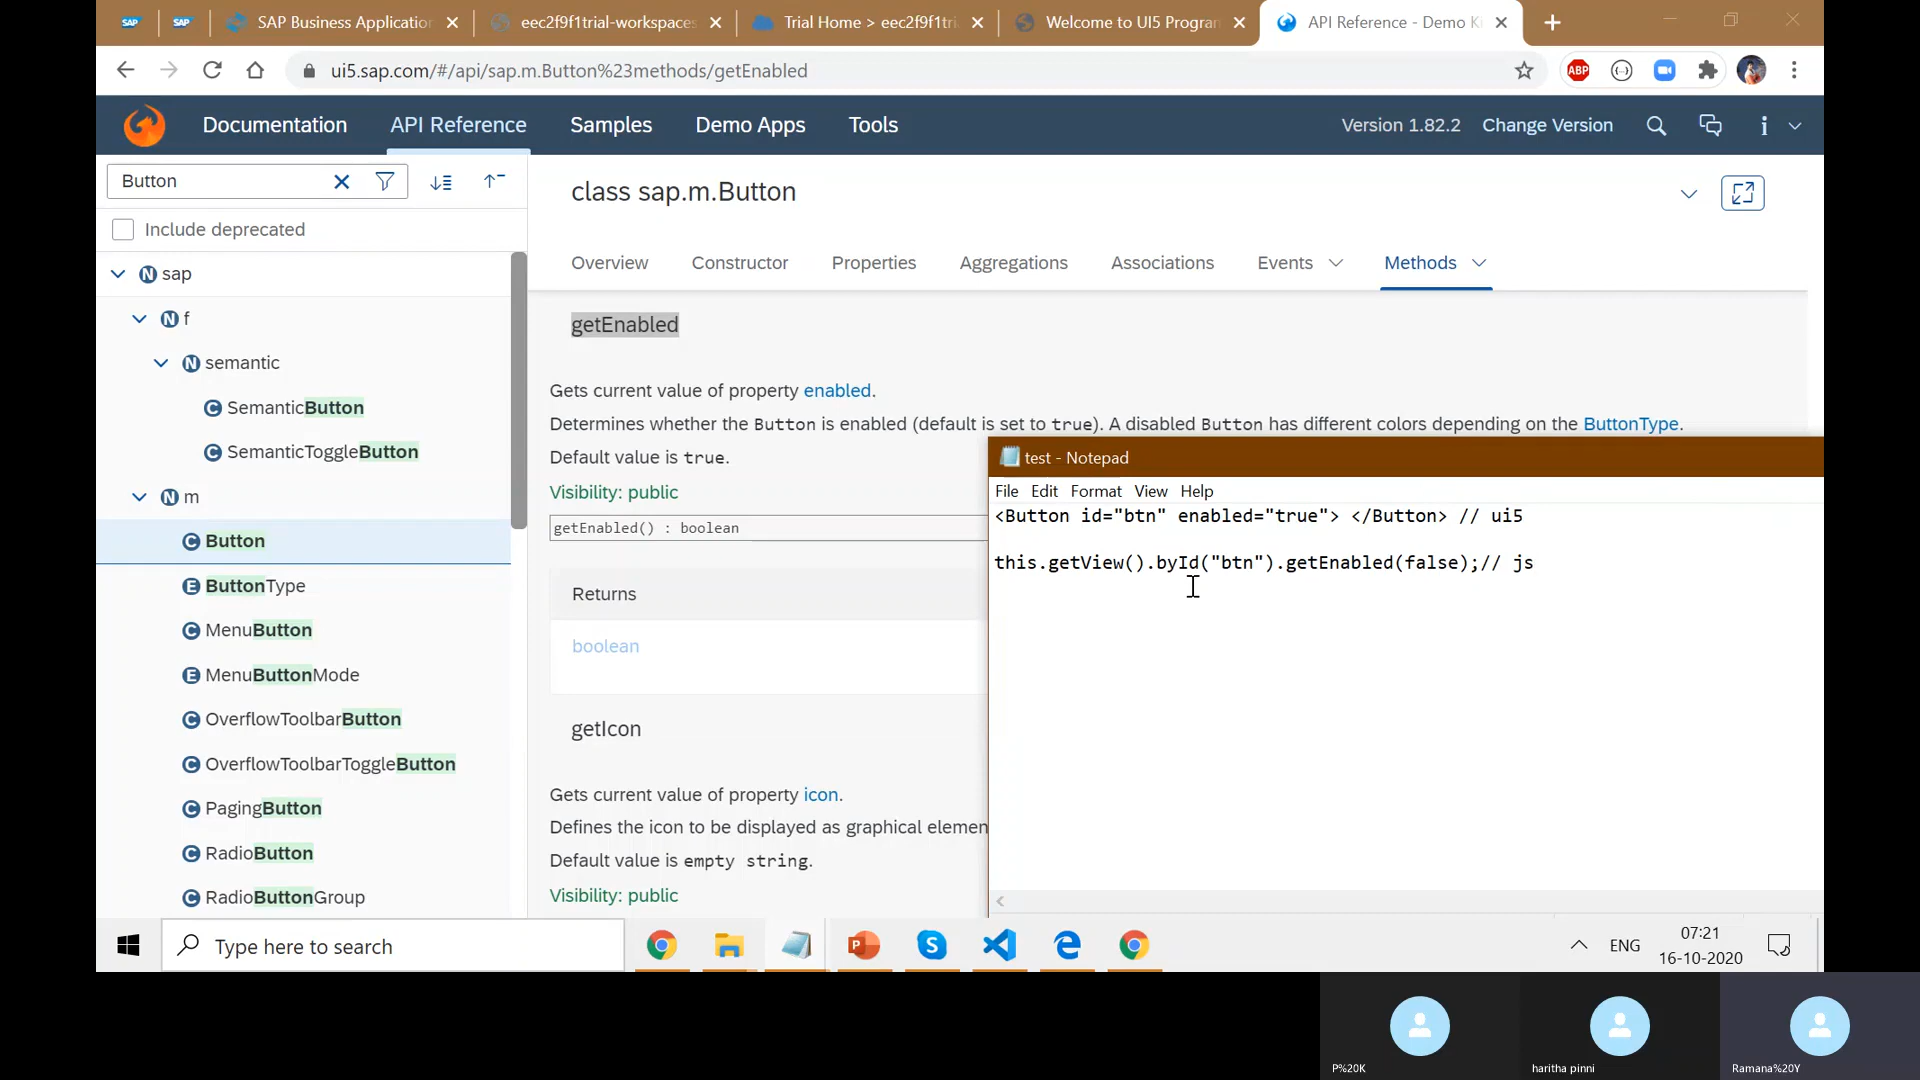 SAP
SAP
SAP Business Application
eec2f9f1trial-workspaces
Trial Home > eec2f9f1tri
Welcome to UI5 Program
API Reference - Demo Ki
ui5.sap.com/#/api/sap.m.Button%23methods/getEnabled
ABP
Documentation
API Reference
Samples
Demo Apps
Tools
Version 1.82.2
Change Version
Button
Include deprecated
N sap
N f
N semantic
C SemanticButton
C SemanticToggleButton
N m
C Button
E ButtonType
C MenuButton
E MenuButtonMode
C OverflowToolbarButton
C OverflowToolbarToggleButton
C PagingButton
C RadioButton
C RadioButtonGroup
class sap.m.Button
Overview
Constructor
Properties
Aggregations
Associations
Events
Methods
getEnabled
Gets current value of property enabled.
Determines whether the Button is enabled (default is set to true). A disabled Button has different colors depending on the ButtonType.
Default value is true.
Visibility: public
getEnabled() : boolean
Returns
boolean
getIcon
Gets current value of property icon.
Defines the icon to be displayed as graphical elemen
Default value is empty string.
Visibility: public
test - Notepad
File Edit Format View Help
<Button id="btn" enabled="true"> </Button> // ui5
this.getView().byId("btn").getEnabled(false);// js
Type here to search
ENG
07:21
16-10-2020
P%20K
haritha pinni
Ramana%20Y